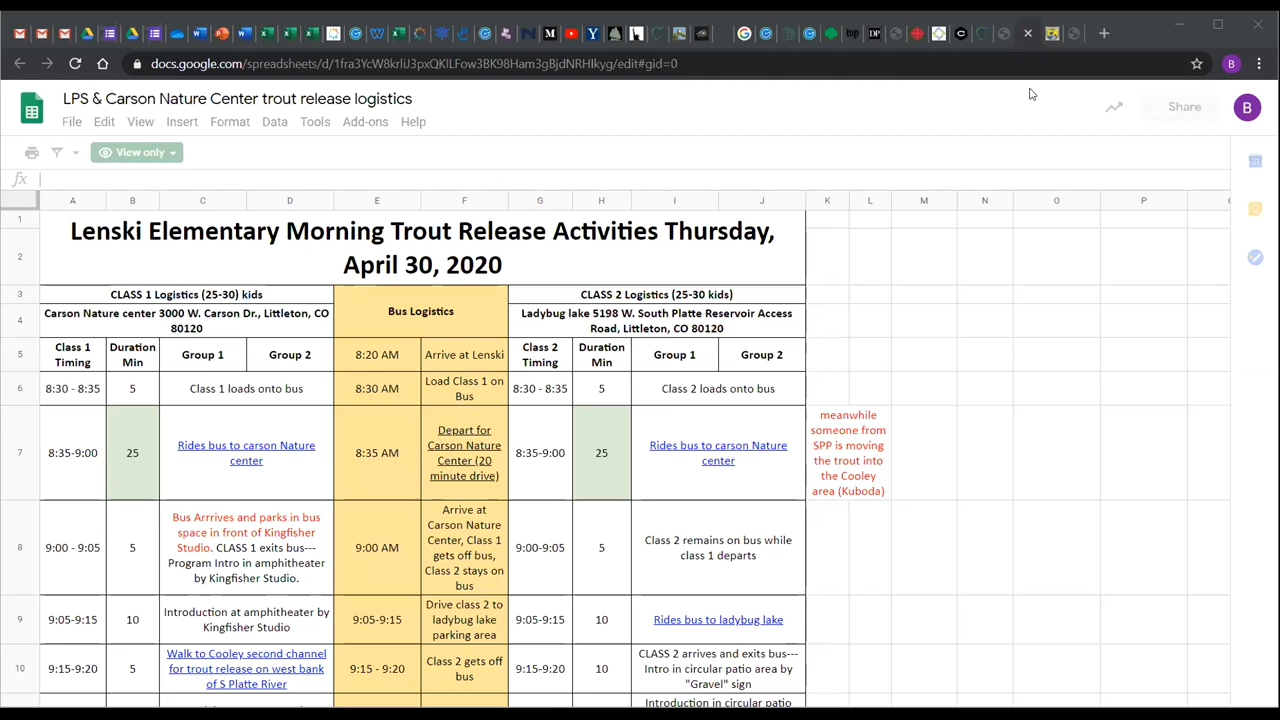 docs.google.com/spreadsheets/d/1fra3YcW8krliJ3pxQKILFow3BK98Ham3gBjdNRHIkyg/edit#gid=0
B
LPS & Carson Nature Center trout release logistics
File Edit View Insert Format Data Tools Add-ons Help
Share
B
View only
fx
A B C D E F G H I J K L M N O P
1
2
Lenski Elementary Morning Trout Release Activities Thursday,
April 30, 2020
3
CLASS 1 Logistics (25-30) kids
Bus Logistics
CLASS 2 Logistics (25-30 kids)
4
Carson Nature center 3000 W. Carson Dr., Littleton, CO
80120
Ladybug lake 5198 W. South Platte Reservoir Access
Road, Littleton, CO 80120
5
Class 1
Timing
Duration
Min
Group 1
Group 2
8:20 AM
Arrive at Lenski
Class 2
Timing
Duration
Min
Group 1
Group 2
6
8:30 - 8:35
5
Class 1 loads onto bus
8:30 AM
Load Class 1 on
Bus
8:30 - 8:35
5
Class 2 loads onto bus
7
8:35-9:00
25
Rides bus to carson Nature
center
8:35 AM
Depart for
Carson Nature
Center (20
minute drive)
8:35-9:00
25
Rides bus to carson Nature
center
meanwhile
someone from
SPP is moving
the trout into
the Cooley
area (Kuboda)
8
9:00 - 9:05
5
Bus Arrrives and parks in bus
space in front of Kingfisher
Studio. CLASS 1 exits bus---
Program Intro in amphitheater
by Kingfisher Studio.
9:00 AM
Arrive at
Carson Nature
Center, Class 1
gets off bus,
Class 2 stays on
bus
9:00-9:05
5
Class 2 remains on bus while
class 1 departs
9
9:05-9:15
10
Introduction at amphitheater by
Kingfisher Studio
9:05-9:15
Drive class 2 to
ladybug lake
parking area
9:05-9:15
10
Rides bus to ladybug lake
10
9:15-9:20
5
Walk to Cooley second channel
for trout release on west bank
of S Platte River
9:15 - 9:20
Class 2 gets off
bus
9:15-9:20
10
CLASS 2 arrives and exits bus---
Intro in circular patio area by
"Gravel" sign
Introduction in circular patio